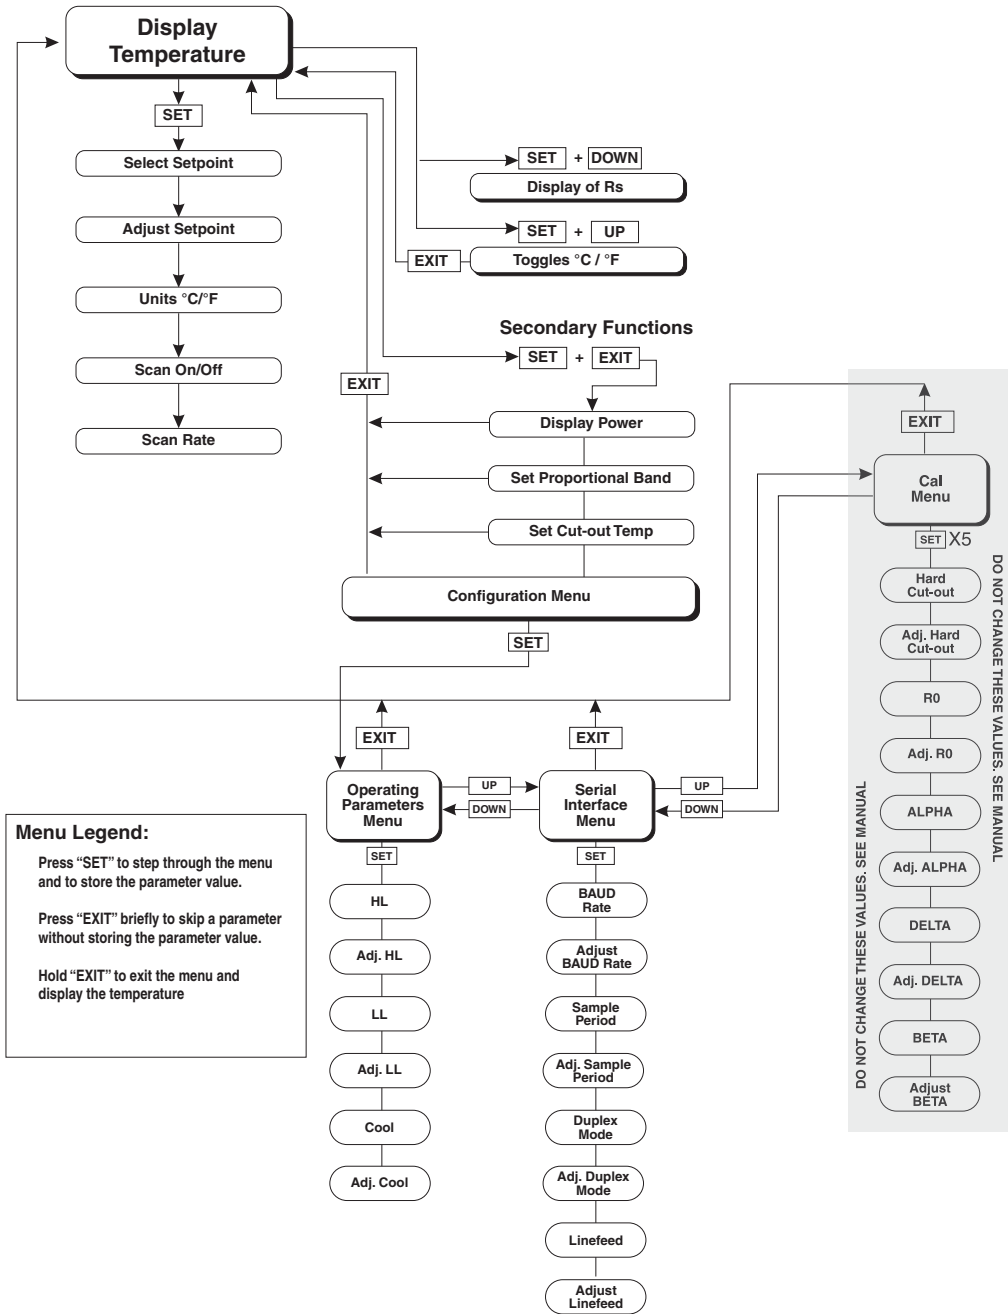 Display
Temperature
SET
Select Setpoint
Adjust Setpoint
Units °C/°F
Scan On/Off
Scan Rate
SET + DOWN
Display of Rs
SET + UP
EXIT
Toggles °C / °F
Secondary Functions
SET + EXIT
EXIT
Display Power
Set Proportional Band
Set Cut-out Temp
Configuration Menu
SET
EXIT
Operating
Parameters
Menu
UP
DOWN
SET
HL
Adj. HL
LL
Adj. LL
Cool
Adj. Cool
EXIT
Serial
Interface
Menu
UP
DOWN
SET
BAUD
Rate
Adjust
BAUD Rate
Sample
Period
Adj. Sample
Period
Duplex
Mode
Adj. Duplex
Mode
Linefeed
Adjust
Linefeed
EXIT
Cal
Menu
SET X5
Hard
Cut-out
Adj. Hard
Cut-out
R0
Adj. R0
ALPHA
Adj. ALPHA
DELTA
Adj. DELTA
BETA
Adjust
BETA
DO NOT CHANGE THESE VALUES. SEE MANUAL
DO NOT CHANGE THESE VALUES. SEE MANUAL
Menu Legend:
Press “SET” to step through the menu
and to store the parameter value.
Press “EXIT” briefly to skip a parameter
without storing the parameter value.
Hold “EXIT” to exit the menu and
display the temperature